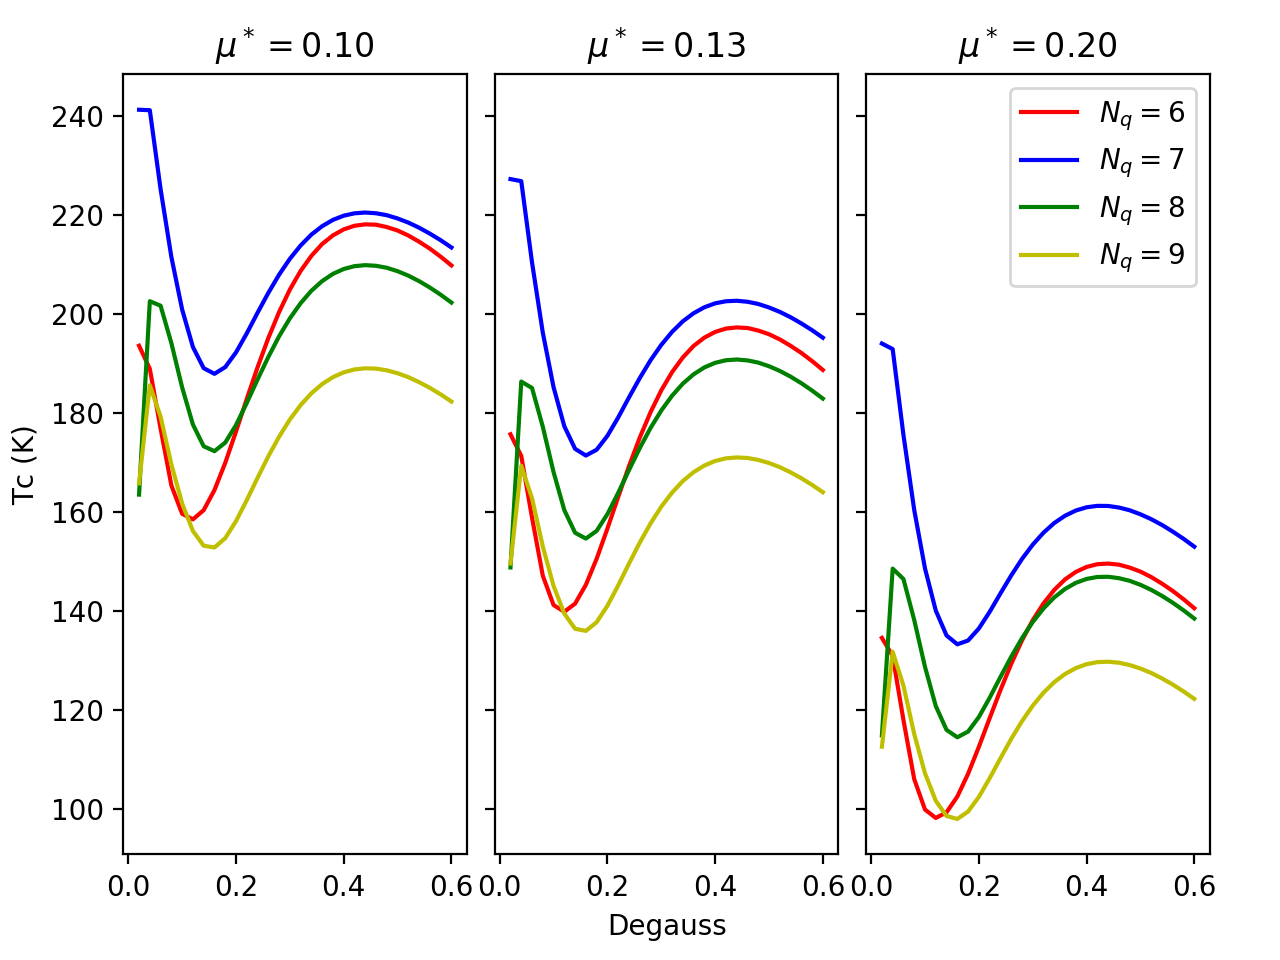 μ* = 0.10
μ* = 0.13
μ* = 0.20
240
220
200
180
160
140
120
100
Tc (K)
N_q = 6
N_q = 7
N_q = 8
N_q = 9
0.0 0.2 0.4 0.6
0.0 0.2 0.4 0.6
0.0 0.2 0.4 0.6
Degauss